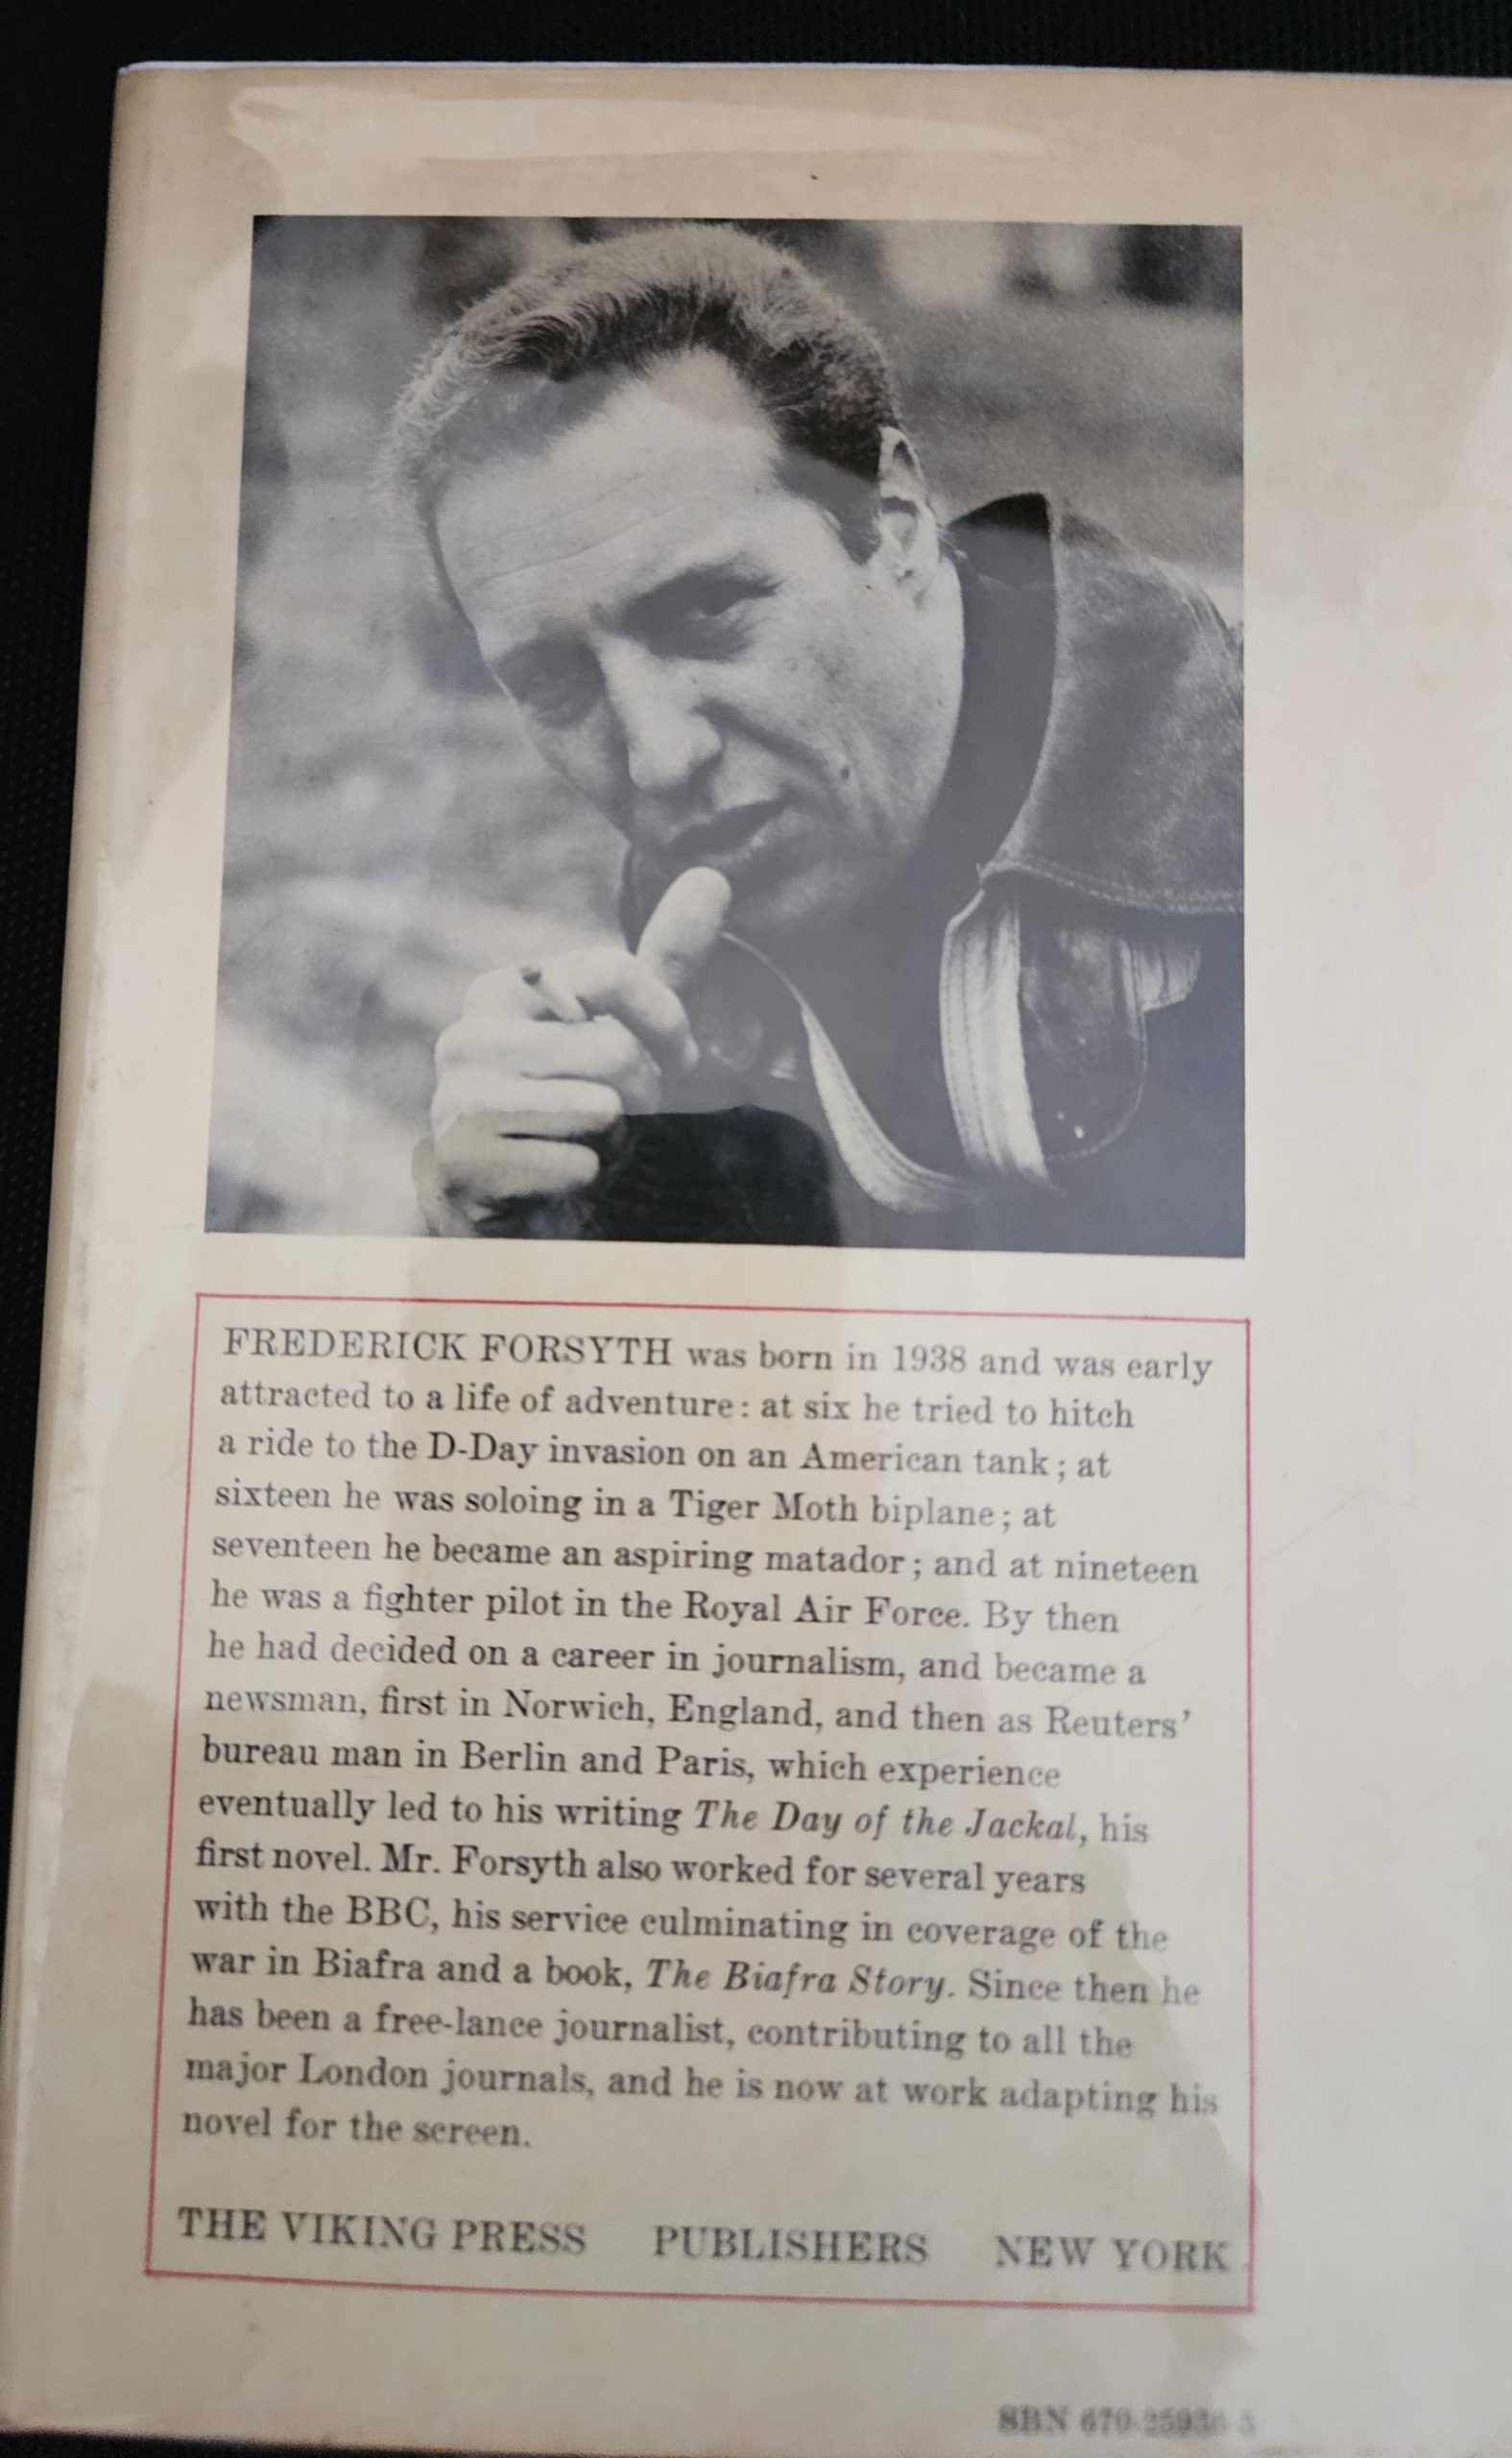 FREDERICK FORSYTH was born in 1938 and was early
attracted to a life of adventure: at six he tried to hitch
a ride to the D-Day invasion on an American tank; at
sixteen he was soloing in a Tiger Moth biplane; at
seventeen he became an aspiring matador; and at nineteen
he was a fighter pilot in the Royal Air Force. By then
he had decided on a career in journalism, and became a
newsman, first in Norwich, England, and then as Reuters’
bureau man in Berlin and Paris, which experience
eventually led to his writing The Day of the Jackal, his
first novel. Mr. Forsyth also worked for several years
with the BBC, his service culminating in coverage of the
war in Biafra and a book, The Biafra Story. Since then he
has been a free-lance journalist, contributing to all the
major London journals, and he is now at work adapting his
novel for the screen.
THE VIKING PRESS PUBLISHERS NEW YORK
SBN